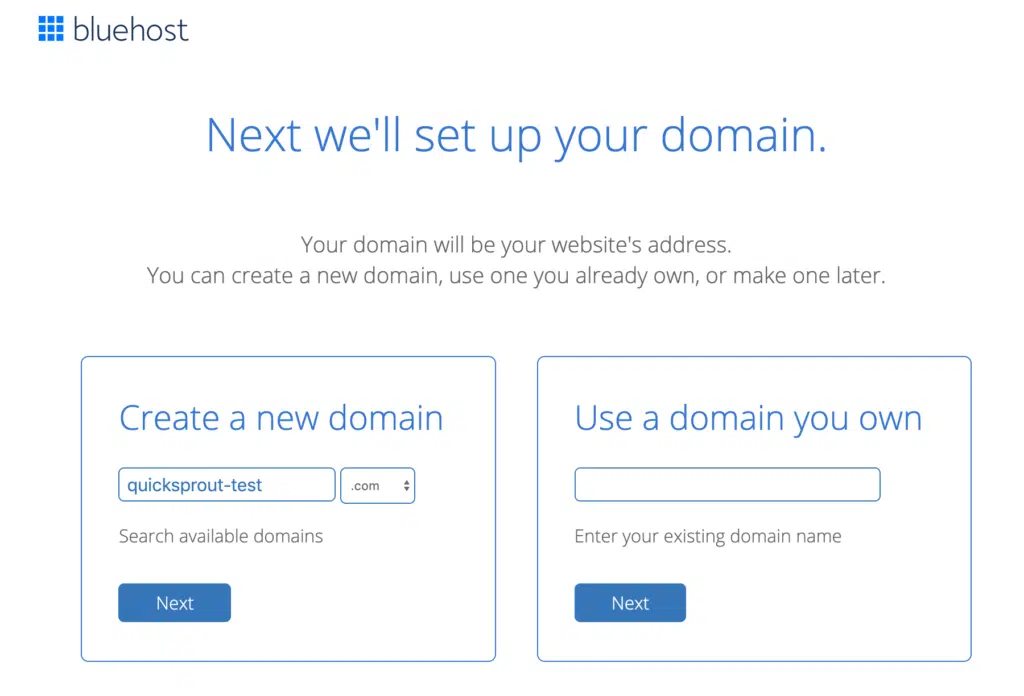 bluehost
Next we'll set up your domain.
Your domain will be your website's address.
You can create a new domain, use one you already own, or make one later.
Create a new domain
quicksprout-test
.com
Search available domains
Next
Use a domain you own
Enter your existing domain name
Next